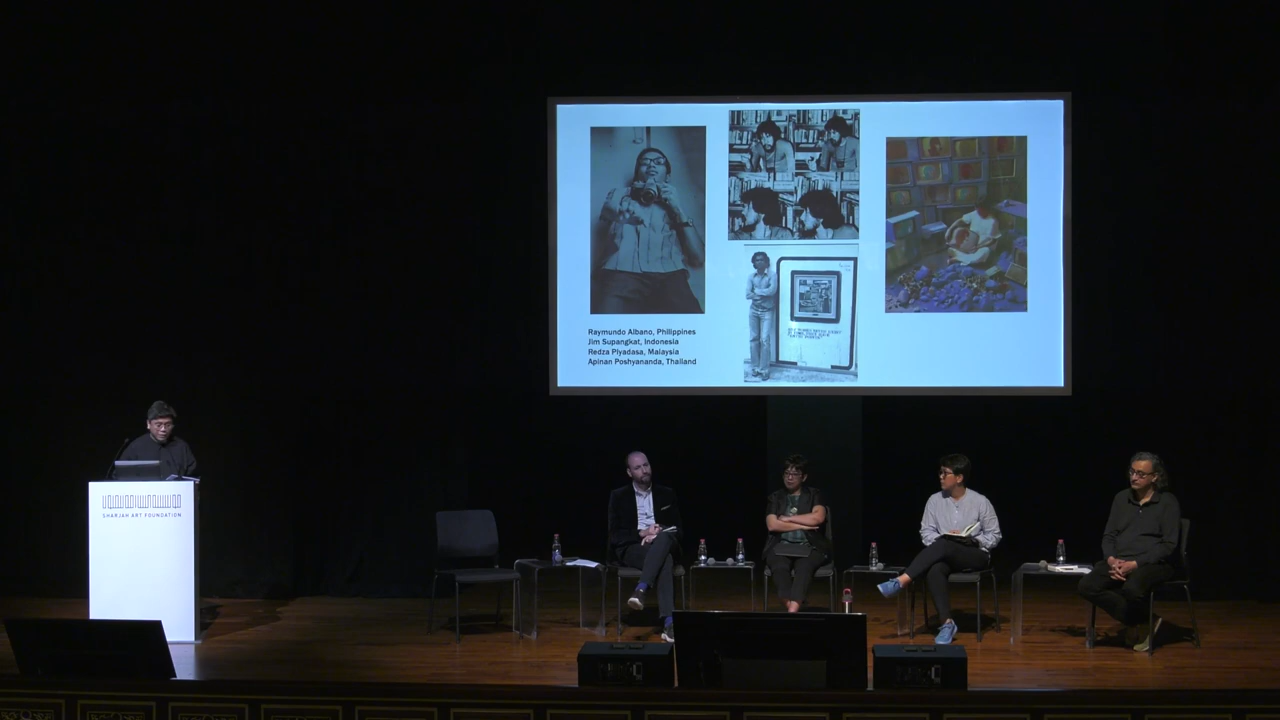 Raymundo Albano, Philippines
Jim Supangkat, Indonesia
Redza Piyadasa, Malaysia
Apinan Poshyananda, Thailand
SHARJAH ART FOUNDATION